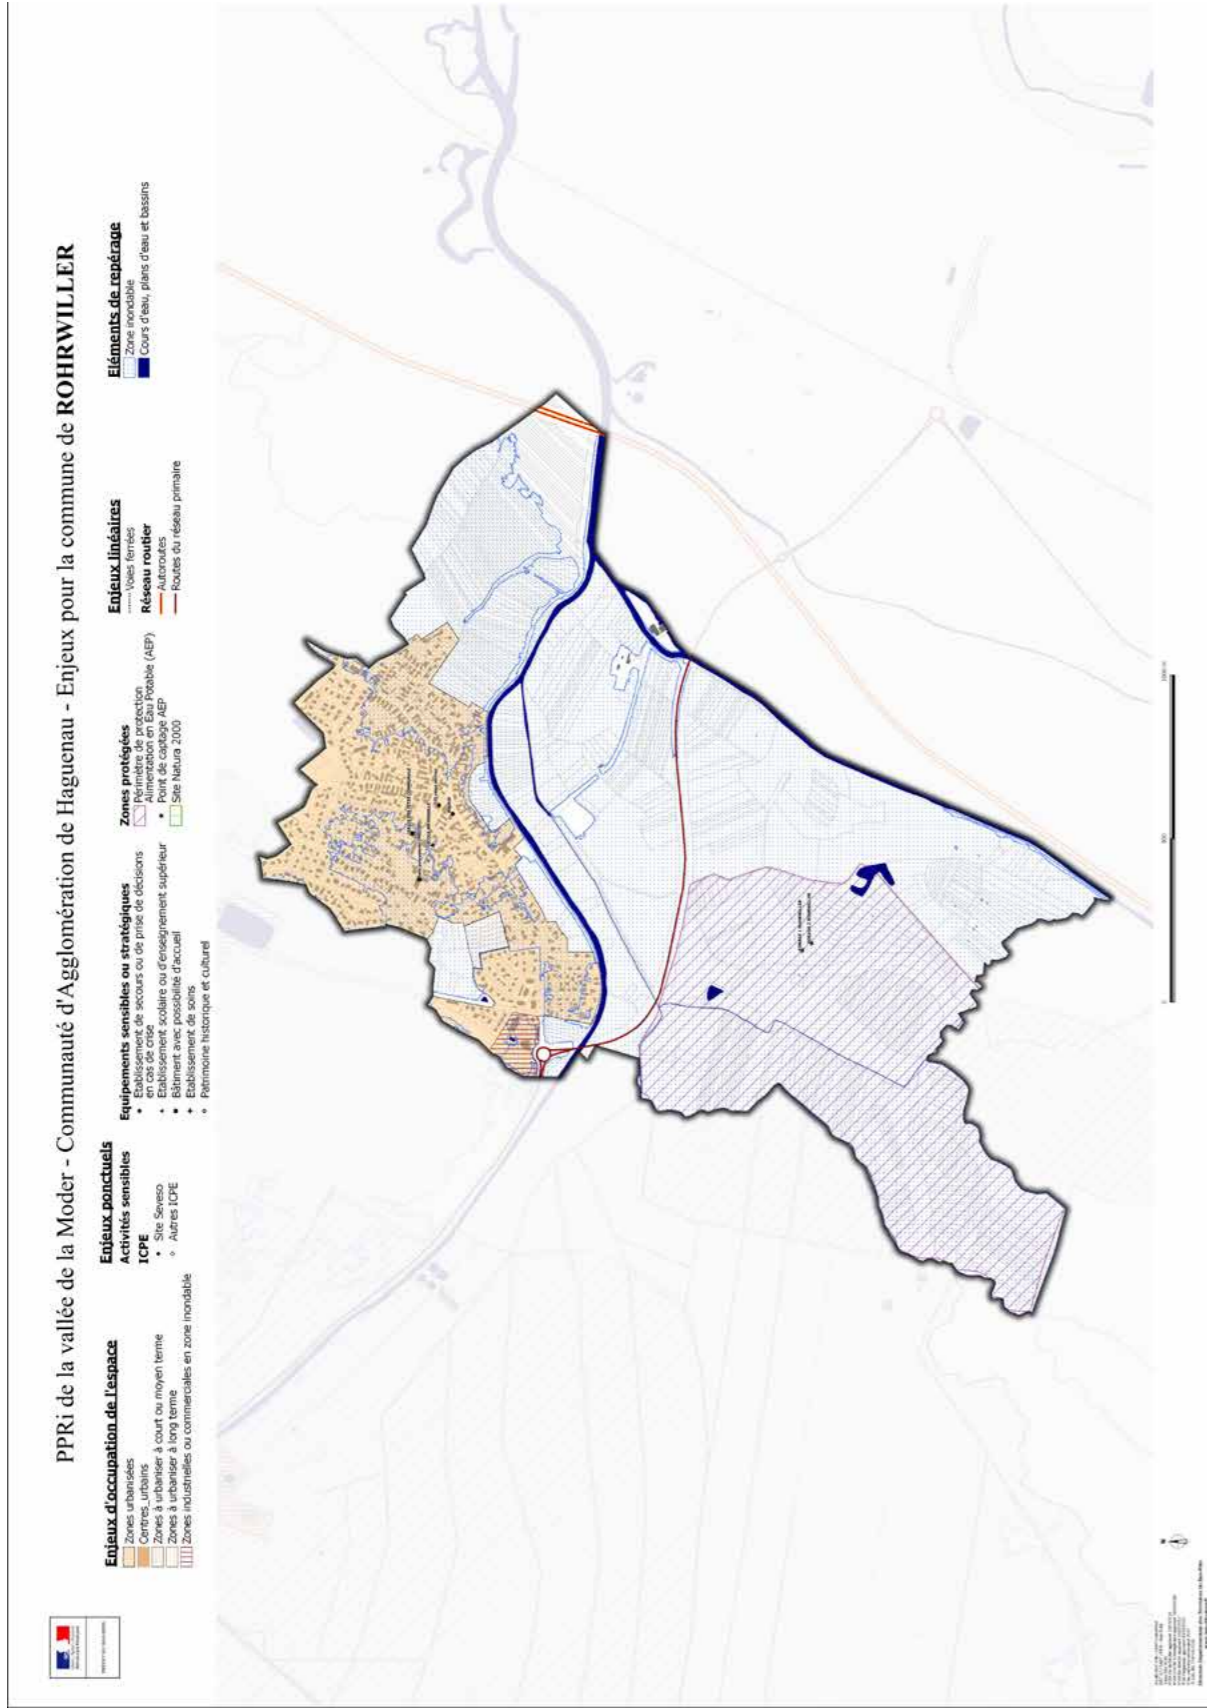 PPRi de la vallée de la Moder - Communauté d'Agglomération de Haguenau - Enjeux pour la commune de ROHRWILLER
Enjeux d'occupation de l'espace
Zones urbanisées
Centres_urbains
Zones à urbaniser à court ou moyen terme
Zones à urbaniser à long terme
Zones industrielles ou commerciales en zone inondable
Enjeux ponctuels
Activités sensibles
ICPE
Site Seveso
Autres ICPE
Equipements sensibles ou stratégiques
Etablissement de secours ou de prise de décisions
en cas de crise
Etablissement scolaire ou d'enseignement supérieur
Bâtiment avec possibilité d'accueil
Etablissement de soins
Patrimoine historique et culturel
Zones protégées
Périmètre de protection
Alimentation en Eau Potable (AEP)
Point de captage AEP
Site Natura 2000
Enjeux linéaires
Voies ferrées
Réseau routier
Autoroutes
Routes du réseau primaire
Eléments de repérage
Zone inondable
Cours d'eau, plans d'eau et bassins